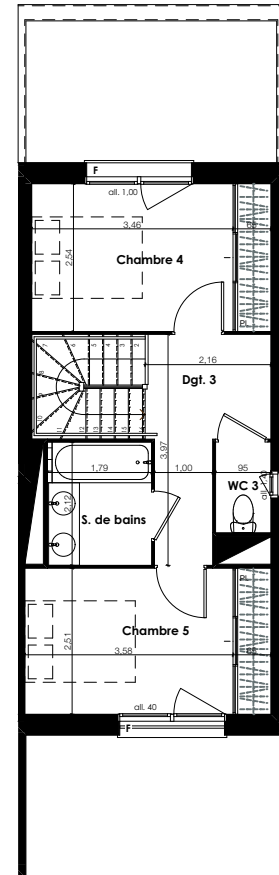 F
all. 1,00
3,46
2,54
Chambre 4
PL
2,16
Dgt. 3
3,97
1,79
1,00
95
WC 3
2,12
S. de bains
PL
Chambre 5
2,51
3,58
all. 40
F